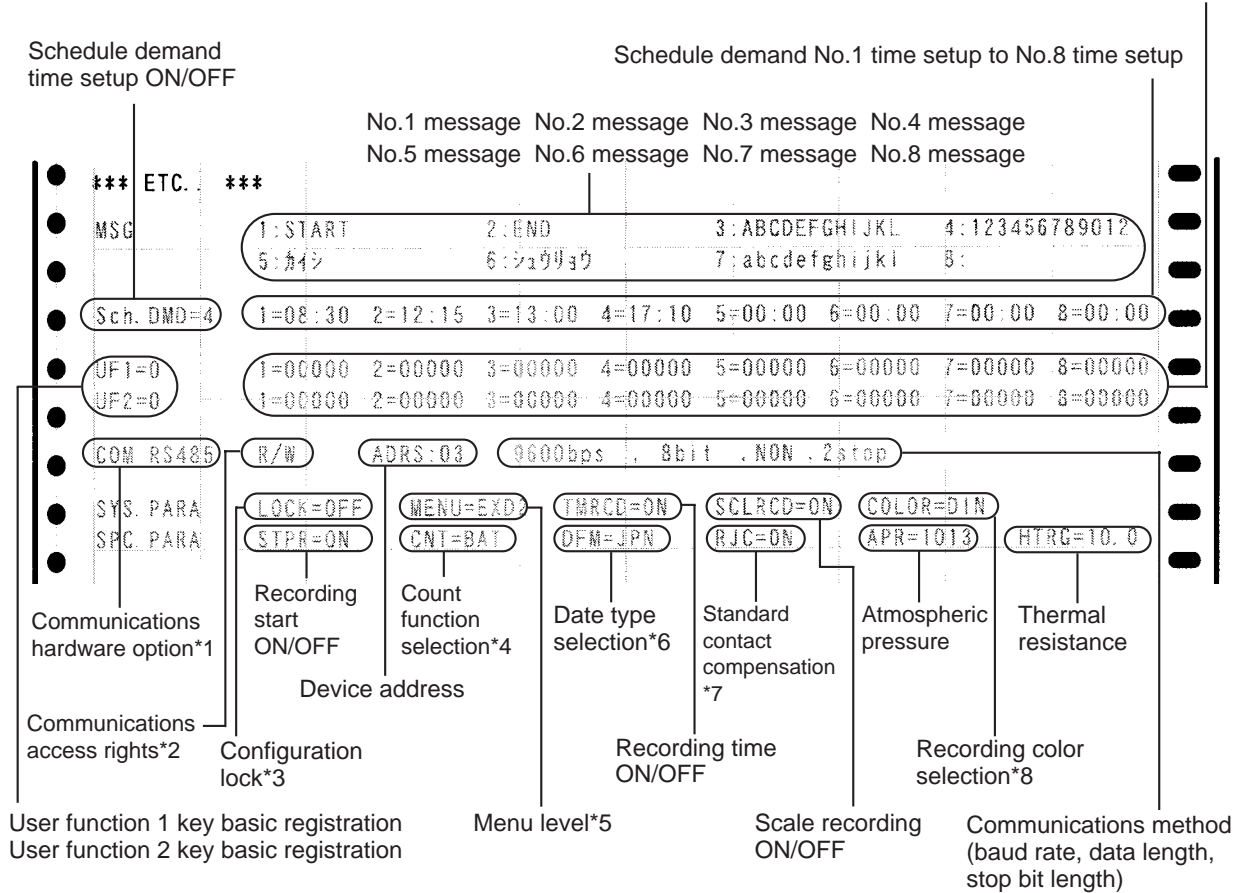 Schedule demand
time setup ON/OFF
Schedule demand No.1 time setup to No.8 time setup
No.1 message No.2 message No.3 message No.4 message
No.5 message No.6 message No.7 message No.8 message
*** ETC.. ***
MSG 1:START 2:END 3:ABCDEFGHIJKL 4:123456789012
5:カイシ 6:シュウリョウ 7:abcdefghijkl 8:
Sch.DMD=4 1=08:30 2=12:15 3=13:00 4=17:10 5=00:00 6=00:00 7=00:00 8=00:00
UF1=0 1=00000 2=00000 3=00000 4=00000 5=00000 6=00000 7=00000 8=00000
UF2=0 1=00000 2=00000 3=00000 4=00000 5=00000 6=00000 7=00000 8=00000
COM RS485 R/W ADRS:03 9600bps , 8bit , NON , 2stop
SYS.PARA LOCK=OFF MENU=EXD2 TMRCD=ON SCLRCD=ON COLOR=DIN
SPC.PARA STPR=ON CNT=BAT DFM=JPN RJC=ON APR=1013 HTRG=10.0
Communications
hardware option*1
Recording
start
ON/OFF
Count
function
selection*4
Date type
selection*6
Standard
contact
compensation
*7
Atmospheric
pressure
Thermal
resistance
Device address
Communications
access rights*2
Configuration
lock*3
Recording time
ON/OFF
Recording color
selection*8
User function 1 key basic registration
User function 2 key basic registration
Menu level*5
Scale recording
ON/OFF
Communications method
(baud rate, data length,
stop bit length)